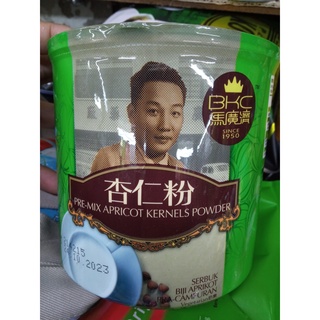 BKC
馬廣濟
SINCE
1950
杏仁粉
PRE-MIX APRICOT KERNELS POWDER
2023
SERBUK
BIJI APRIKOT
CAMPURAN
Vegetarian